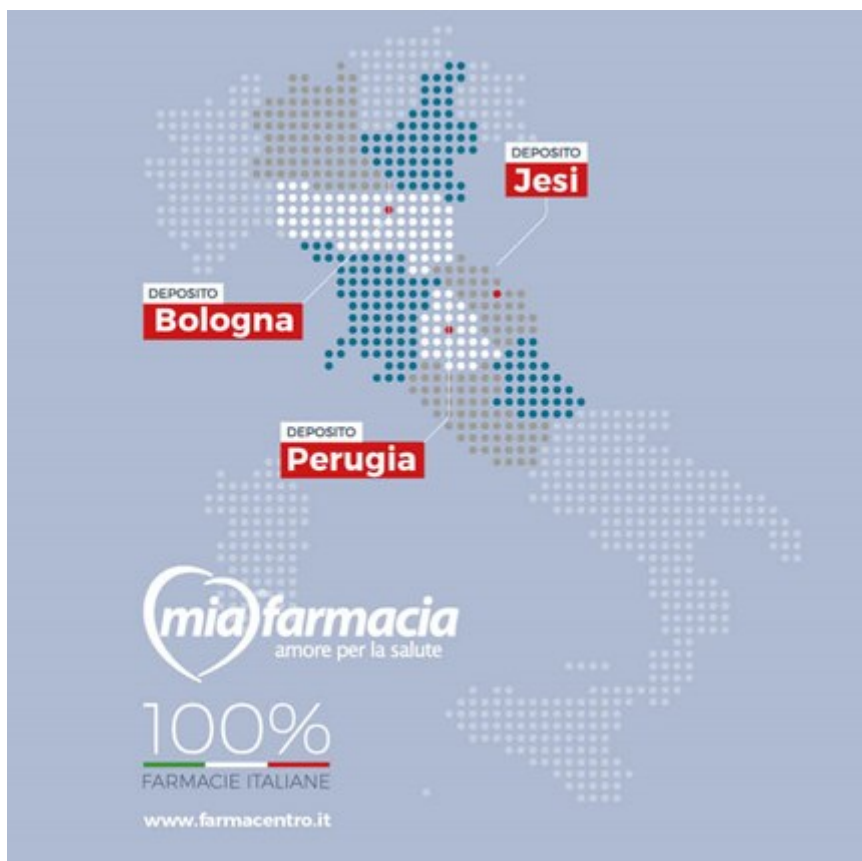 DEPOSITO
Jesi
DEPOSITO
Bologna
DEPOSITO
Perugia
miafarmacia
amore per la salute
100%
FARMACIE ITALIANE
www.farmacentro.it